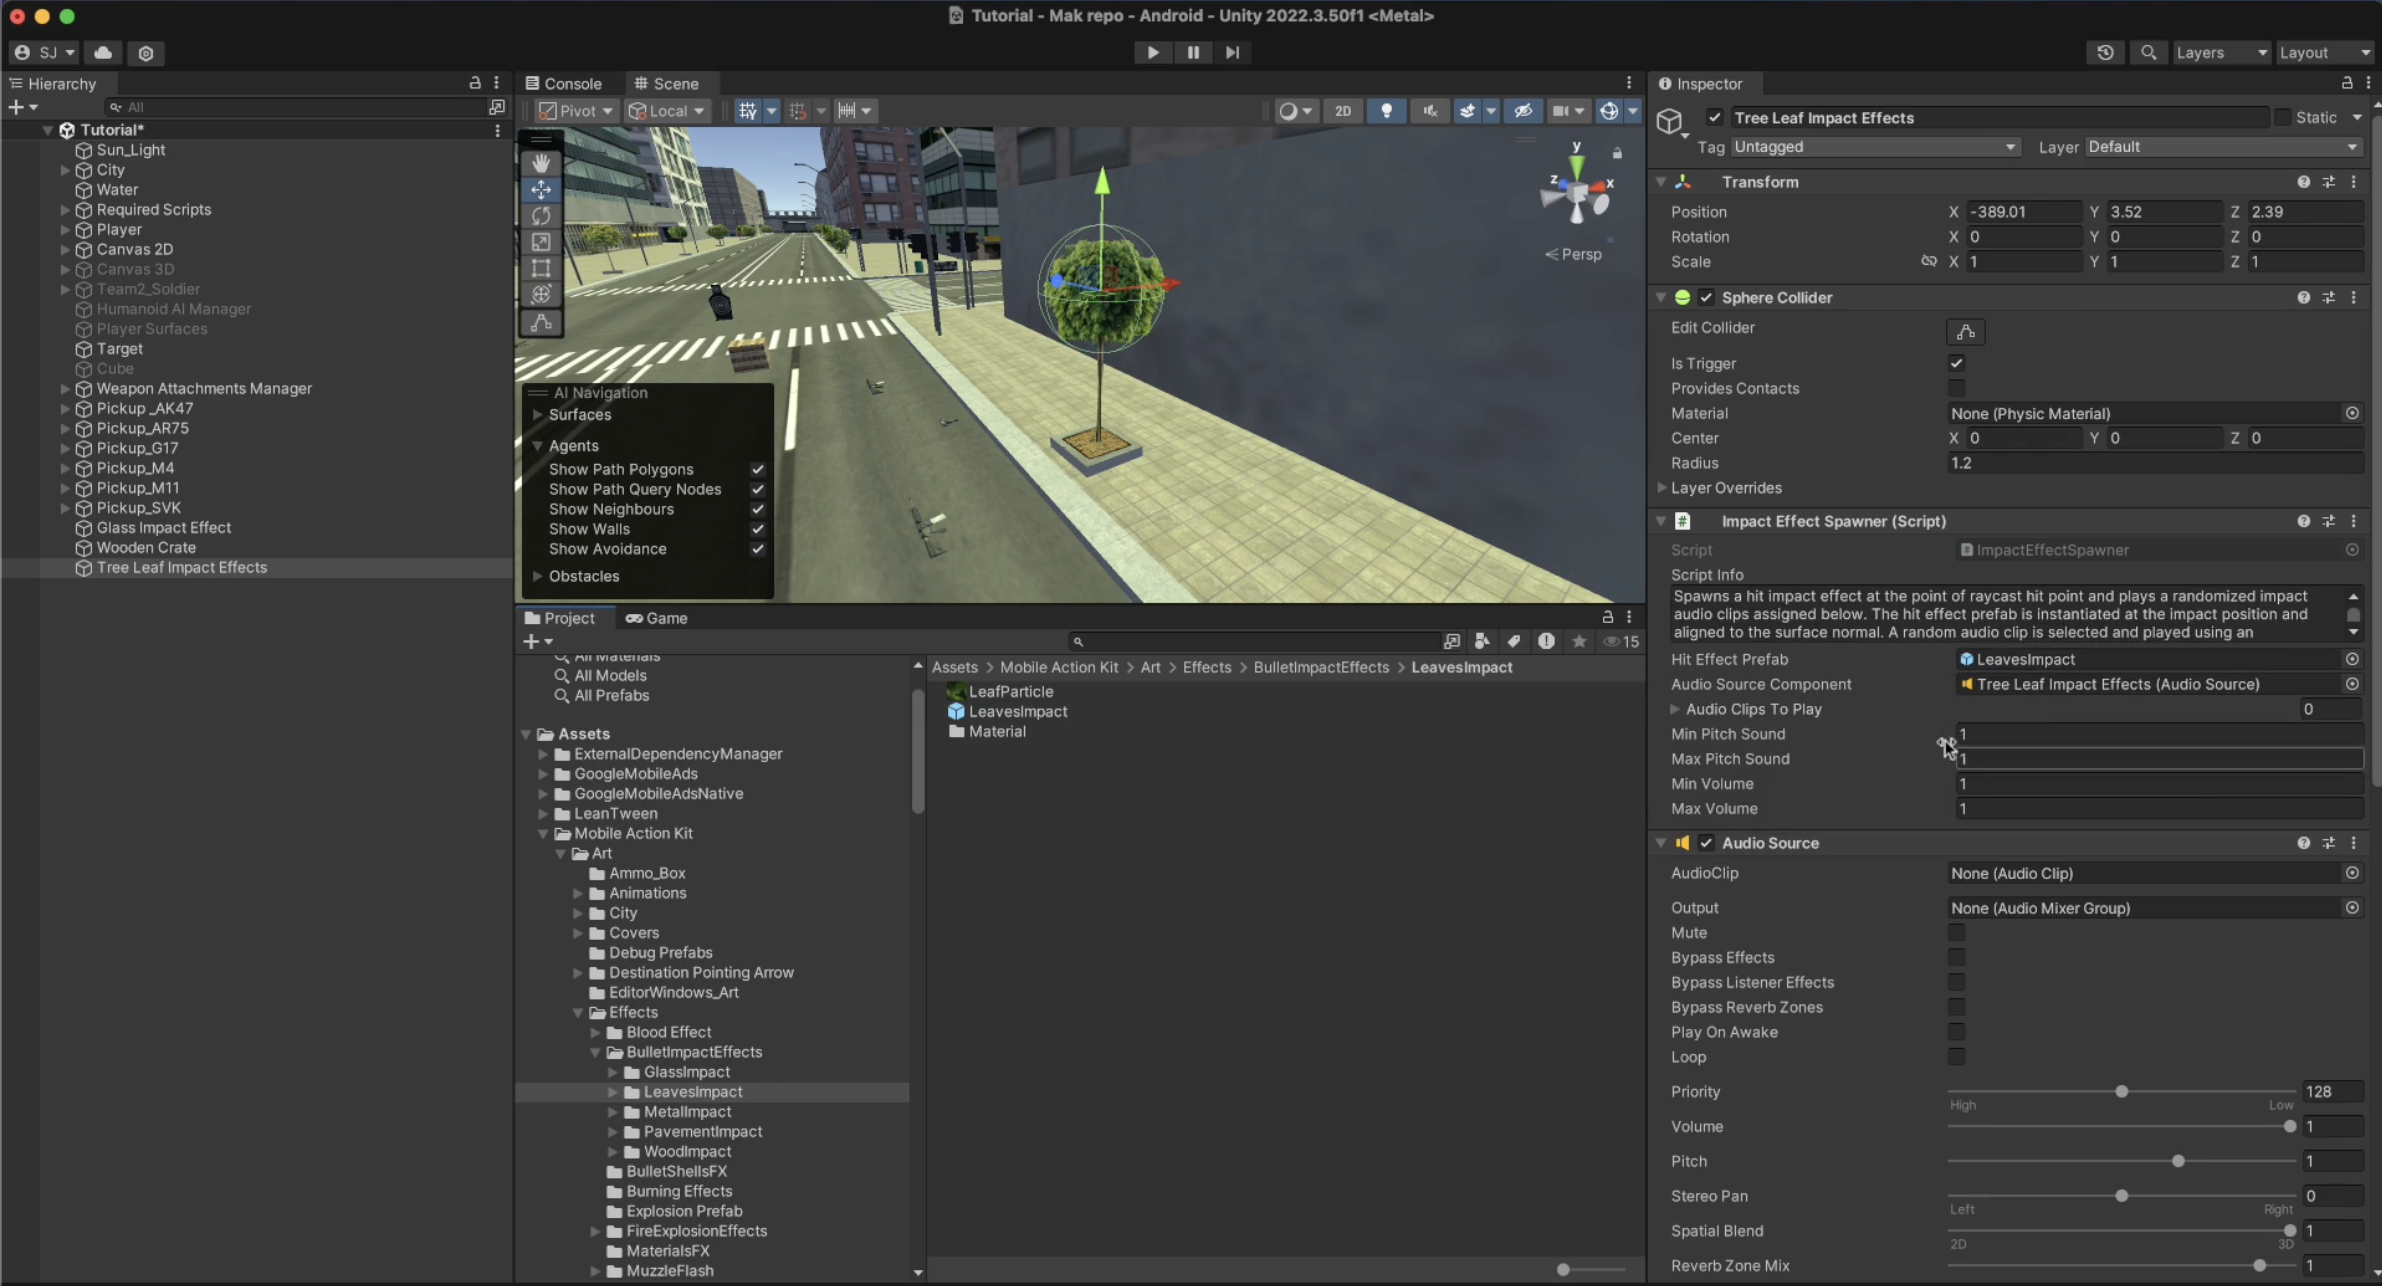 Tutorial - Mak repo - Android - Unity 2022.3.50f1 <Metal>
SJ
Layers
Layout
Hierarchy
All
Tutorial*
Sun_Light
City
Water
Required Scripts
Player
Canvas 2D
Canvas 3D
Team2_Soldier
Humanoid AI Manager
Player Surfaces
Target
Cube
Weapon Attachments Manager
Pickup _AK47
Pickup_AR75
Pickup_G17
Pickup_M4
Pickup_M11
Pickup_SVK
Glass Impact Effect
Wooden Crate
Tree Leaf Impact Effects
Console
Scene
Pivot
Local
2D
y
z
x
Persp
AI Navigation
Surfaces
Agents
Show Path Polygons
Show Path Query Nodes
Show Neighbours
Show Walls
Show Avoidance
Obstacles
Project
Game
15
All Materials
All Models
All Prefabs
Assets
ExternalDependencyManager
GoogleMobileAds
GoogleMobileAdsNative
LeanTween
Mobile Action Kit
Art
Ammo_Box
Animations
City
Covers
Debug Prefabs
Destination Pointing Arrow
EditorWindows_Art
Effects
Blood Effect
BulletImpactEffects
GlassImpact
LeavesImpact
MetalImpact
PavementImpact
WoodImpact
BulletShellsFX
Burning Effects
Explosion Prefab
FireExplosionEffects
MaterialsFX
MuzzleFlash
Assets > Mobile Action Kit > Art > Effects > BulletImpactEffects > LeavesImpact
LeafParticle
LeavesImpact
Material
Inspector
Tree Leaf Impact Effects
Static
Tag Untagged
Layer Default
Transform
Position X -389.01 Y 3.52 Z 2.39
Rotation X 0 Y 0 Z 0
Scale X 1 Y 1 Z 1
Sphere Collider
Edit Collider
Is Trigger
Provides Contacts
Material None (Physic Material)
Center X 0 Y 0 Z 0
Radius 1.2
Layer Overrides
Impact Effect Spawner (Script)
Script ImpactEffectSpawner
Script Info
Spawns a hit impact effect at the point of raycast hit point and plays a randomized impact
audio clips assigned below. The hit effect prefab is instantiated at the impact position and
aligned to the surface normal. A random audio clip is selected and played using an
Hit Effect Prefab LeavesImpact
Audio Source Component Tree Leaf Impact Effects (Audio Source)
Audio Clips To Play 0
Min Pitch Sound 1
Max Pitch Sound 1
Min Volume 1
Max Volume 1
Audio Source
AudioClip None (Audio Clip)
Output None (Audio Mixer Group)
Mute
Bypass Effects
Bypass Listener Effects
Bypass Reverb Zones
Play On Awake
Loop
Priority 128
High Low
Volume 1
Pitch 1
Stereo Pan 0
Left Right
Spatial Blend 1
2D 3D
Reverb Zone Mix 1